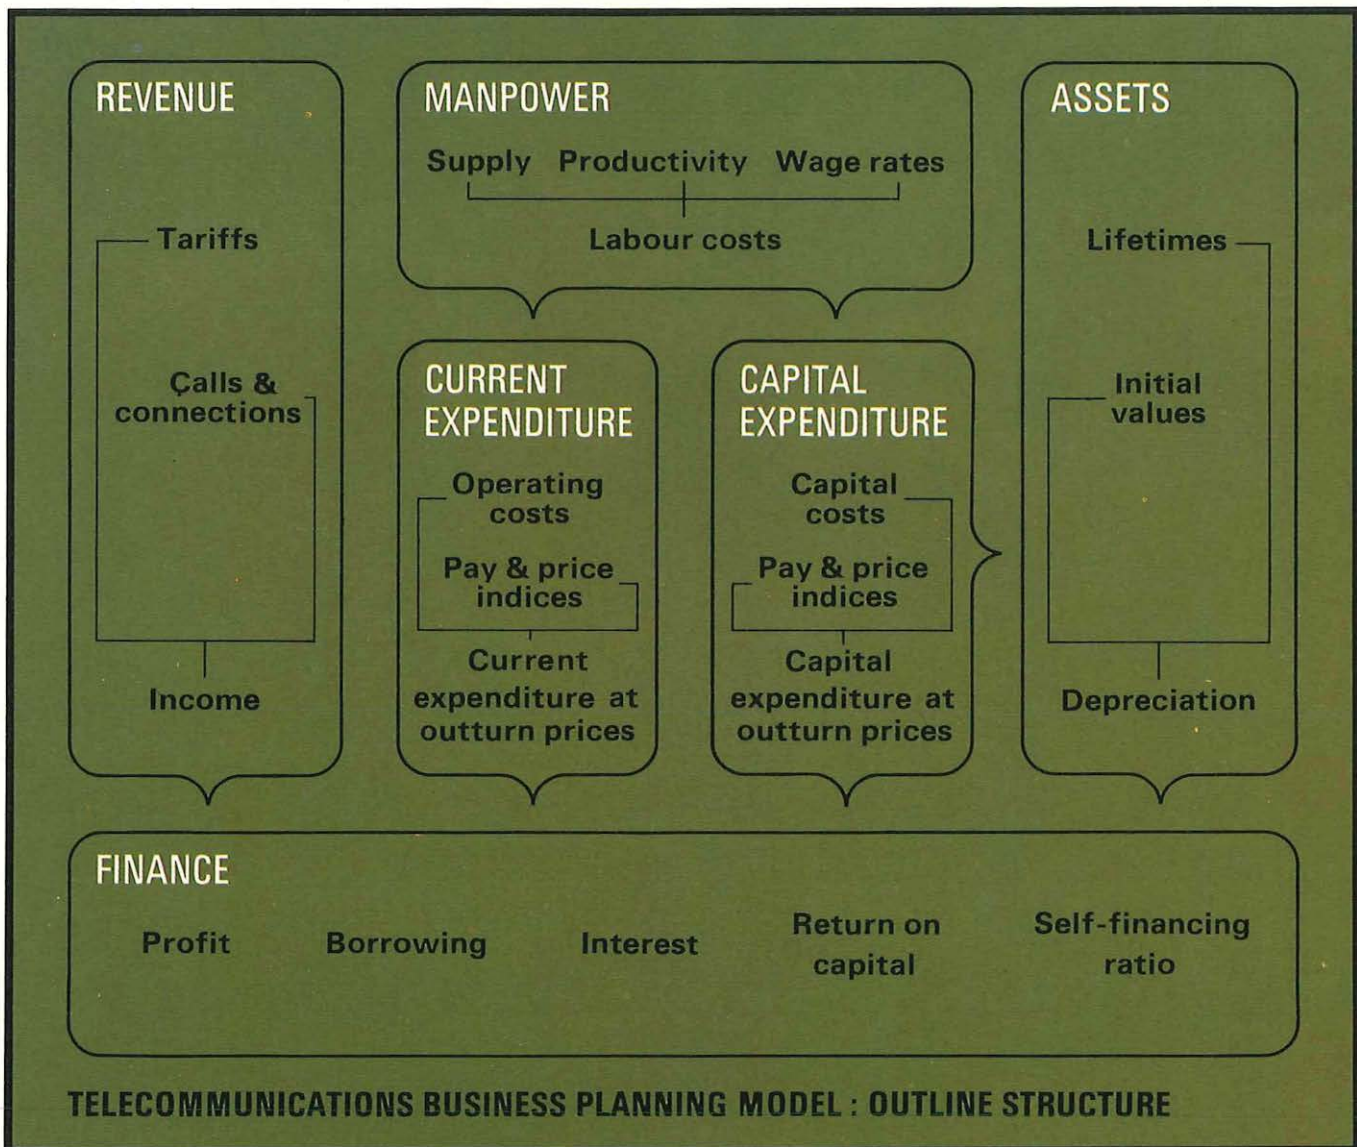 REVENUE
Tariffs
Calls &
connections
Income
MANPOWER
Supply Productivity Wage rates
Labour costs
CURRENT
EXPENDITURE
Operating
costs
Pay & price
indices
Current
expenditure at
outturn prices
CAPITAL
EXPENDITURE
Capital
costs
Pay & price
indices
Capital
expenditure at
outturn prices
ASSETS
Lifetimes
Initial
values
Depreciation
FINANCE
Profit
Borrowing
Interest
Return on
capital
Self-financing
ratio
TELECOMMUNICATIONS BUSINESS PLANNING MODEL : OUTLINE STRUCTURE